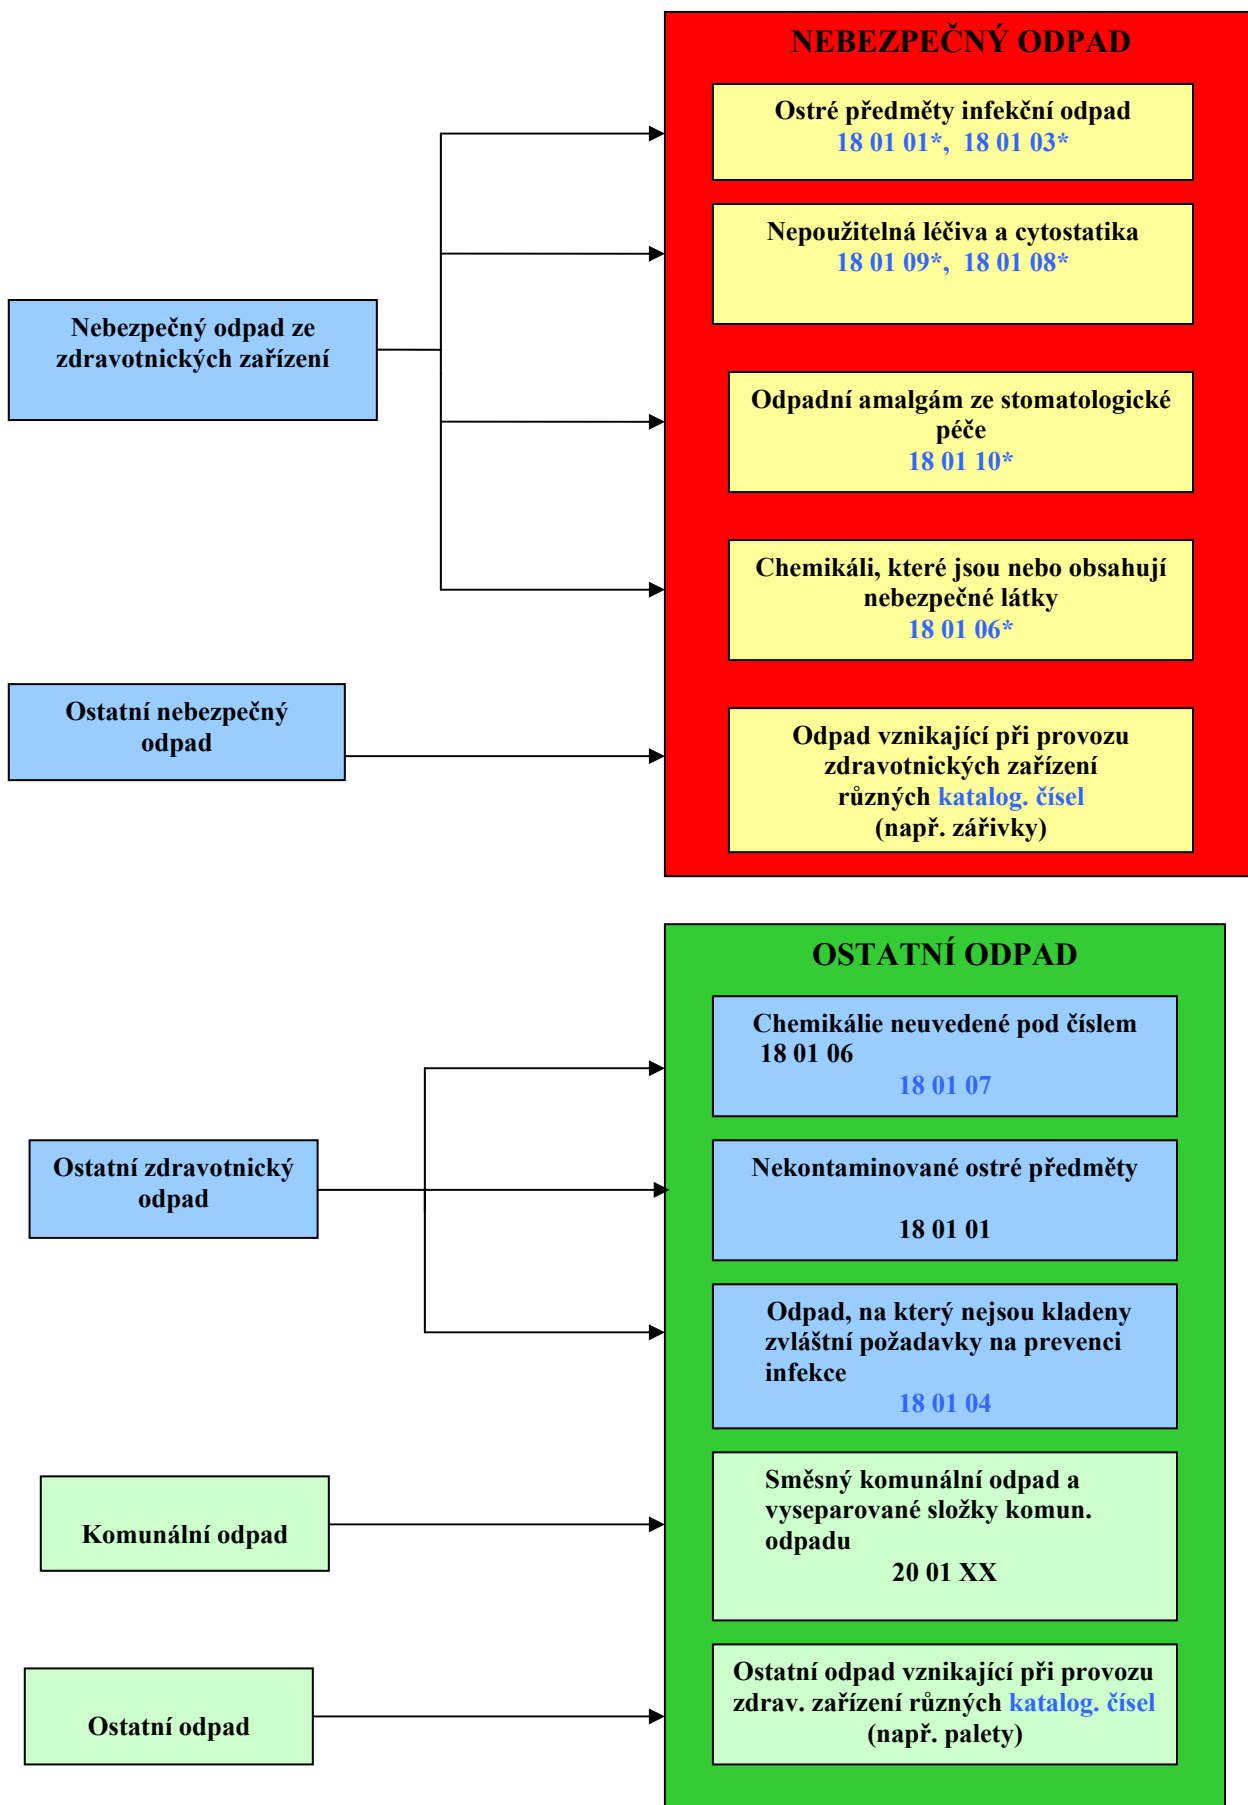 NEBEZPEČNÝ ODPAD
Ostré předměty infekční odpad
18 01 01*, 18 01 03*
Nepoužitelná léčiva a cytostatika
18 01 09*, 18 01 08*
Nebezpečný odpad ze
zdravotnických zařízení
Odpadní amalgám ze stomatologické
péče
18 01 10*
Chemikáli, které jsou nebo obsahují
nebezpečné látky
18 01 06*
Ostatní nebezpečný
odpad
Odpad vznikající při provozu
zdravotnických zařízení
různých katalog. čísel
(např. zářivky)
OSTATNÍ ODPAD
Chemikálie neuvedené pod číslem
18 01 06
18 01 07
Ostatní zdravotnický
odpad
Nekontaminované ostré předměty
18 01 01
Odpad, na který nejsou kladeny
zvláštní požadavky na prevenci
infekce
18 01 04
Komunální odpad
Směsný komunální odpad a
vyseparované složky komun.
odpadu
20 01 XX
Ostatní odpad
Ostatní odpad vznikající při provozu
zdrav. zařízení různých katalog. čísel
(např. palety)